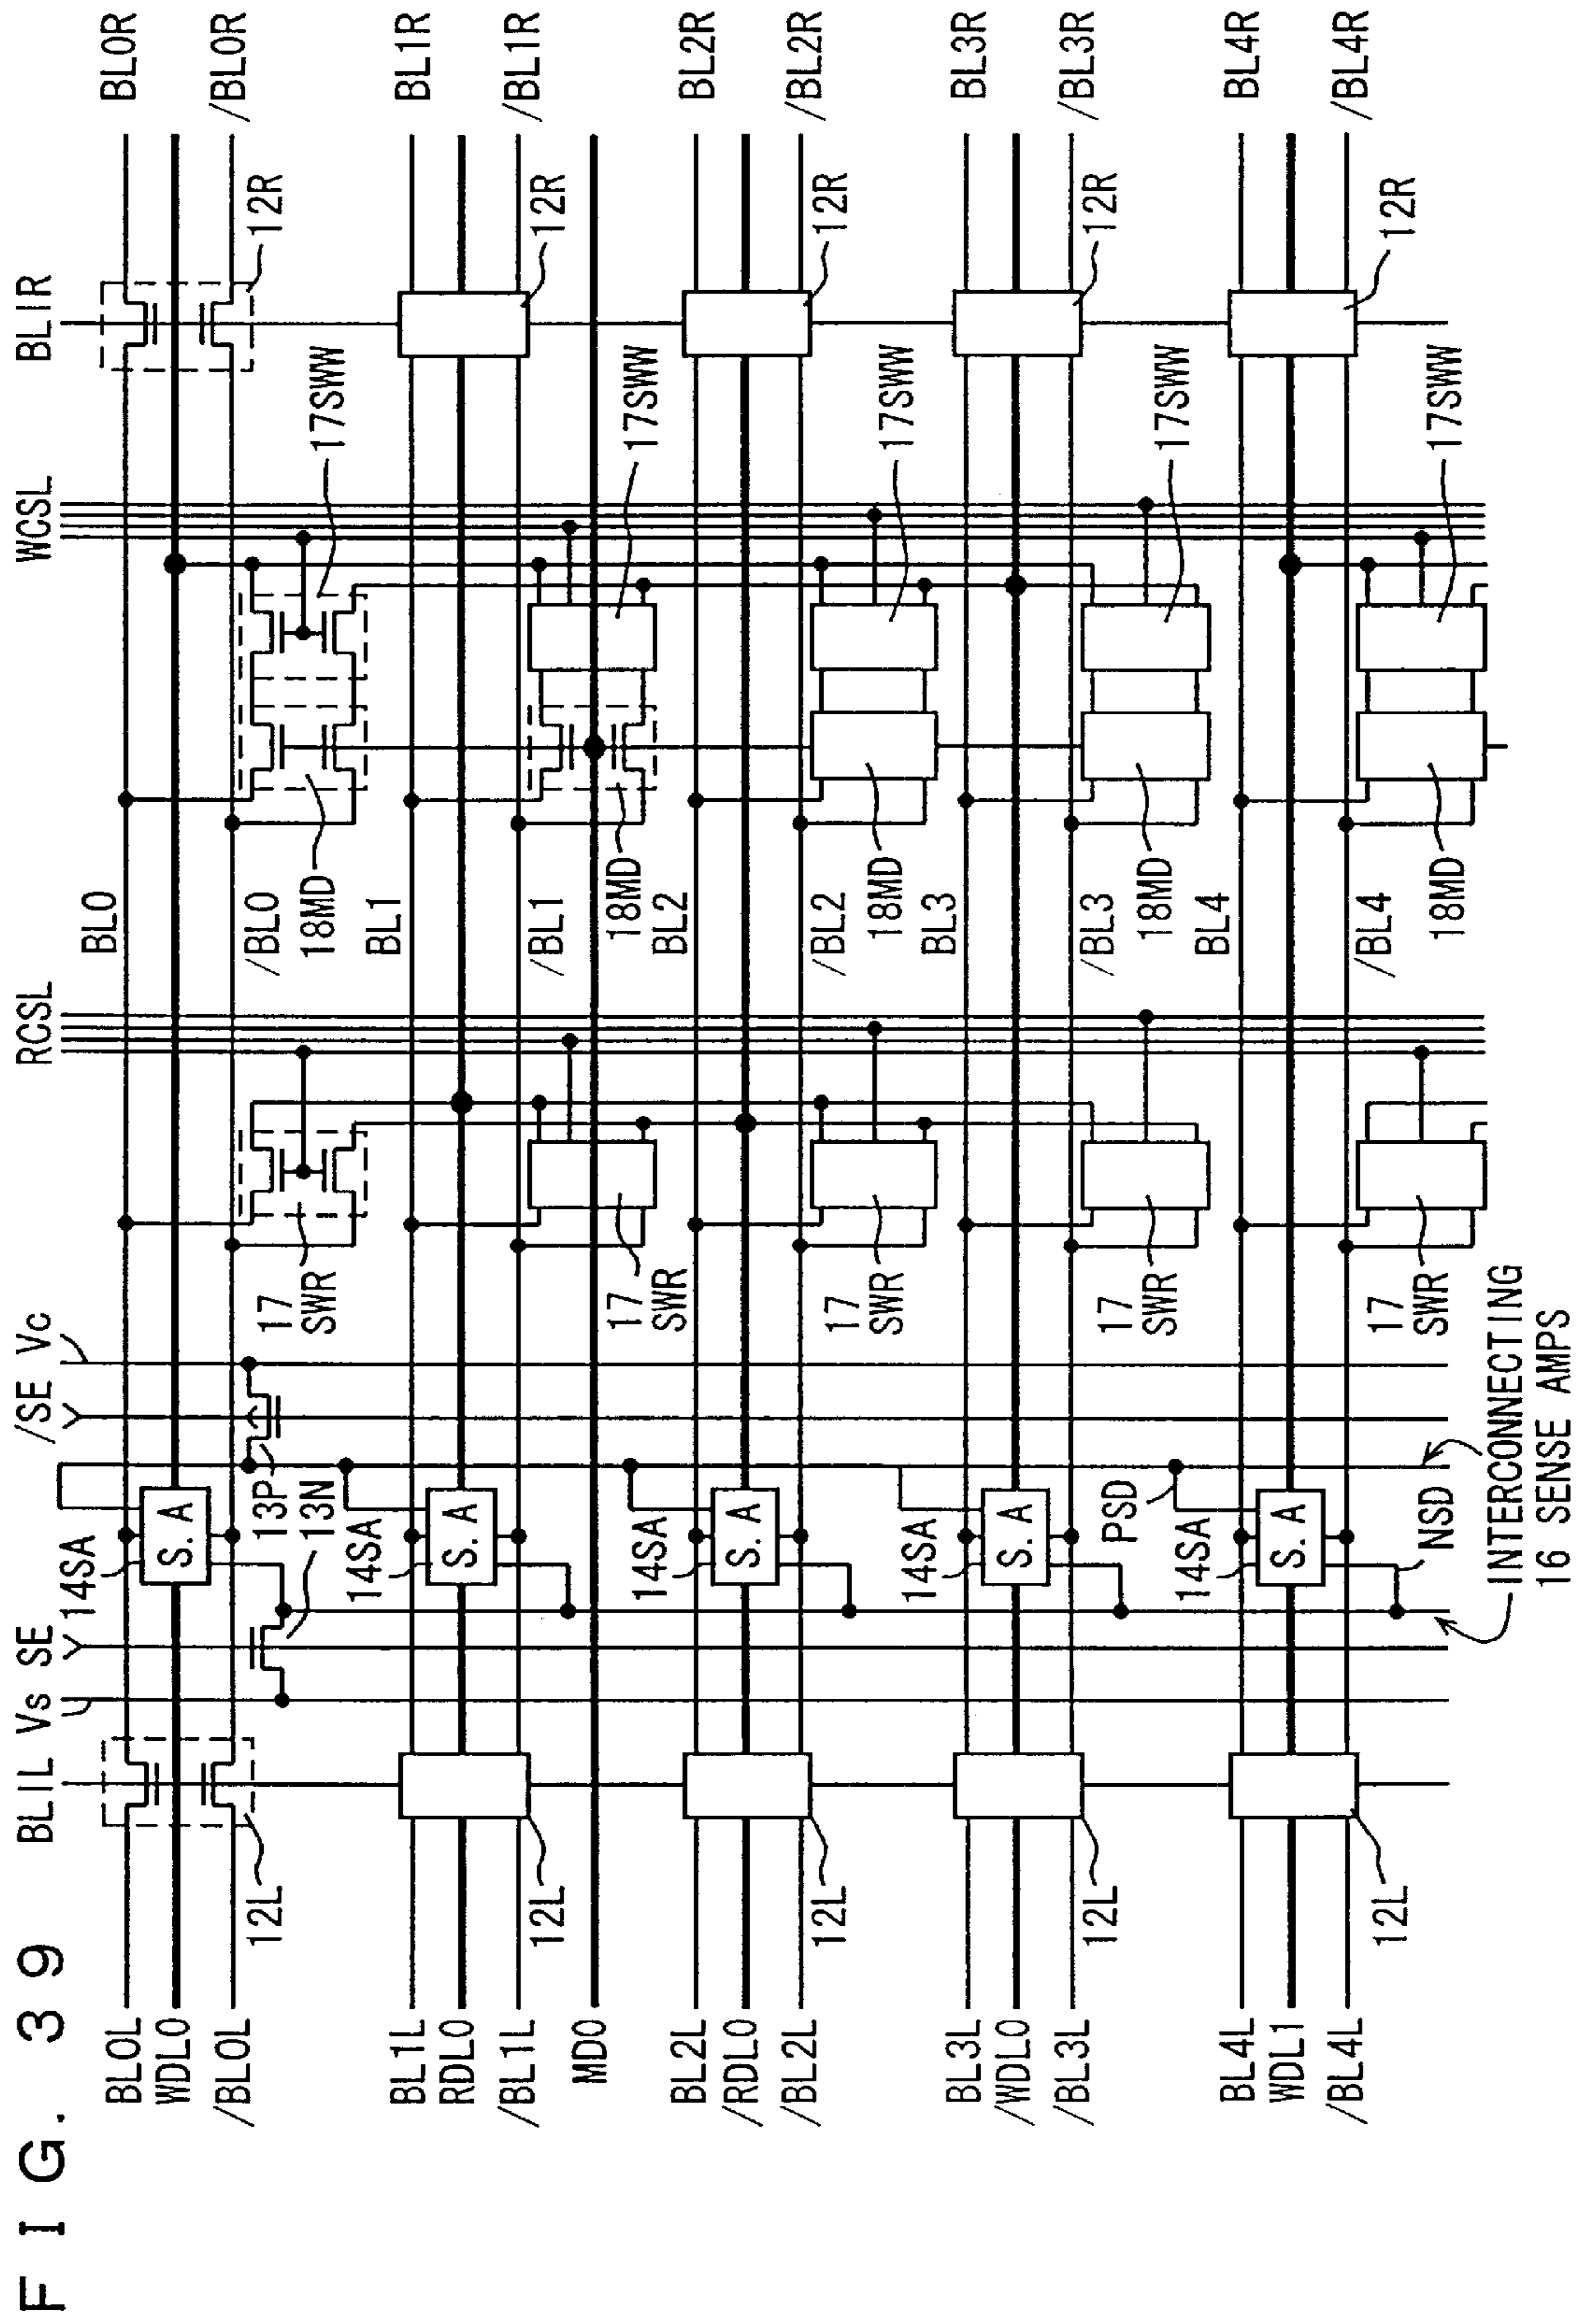 FIG. 39
BLIL Vs SE /SE Vc RCSL WCSL BLIR
BL0L
WDL0
/BL0L
BL0
/BL0
BL0R
/BL0R
12L
14SA
S.A
13P
13N
17
SWR
18MD
17SWW
12R
BL1L
RDL0
/BL1L
BL1
/BL1
BL1R
/BL1R
12L
14SA
S.A
17
SWR
18MD
17SWW
12R
MD0
BL2L
/RDL0
/BL2L
BL2
/BL2
BL2R
/BL2R
12L
14SA
S.A
17
SWR
18MD
17SWW
12R
BL3L
/WDL0
/BL3L
BL3
/BL3
BL3R
/BL3R
12L
14SA
S.A
PSD
17
SWR
18MD
17SWW
12R
BL4L
WDL1
/BL4L
BL4
/BL4
BL4R
/BL4R
12L
14SA
S.A
NSD
17
SWR
18MD
17SWW
12R
INTERCONNECTING
16 SENSE AMPS